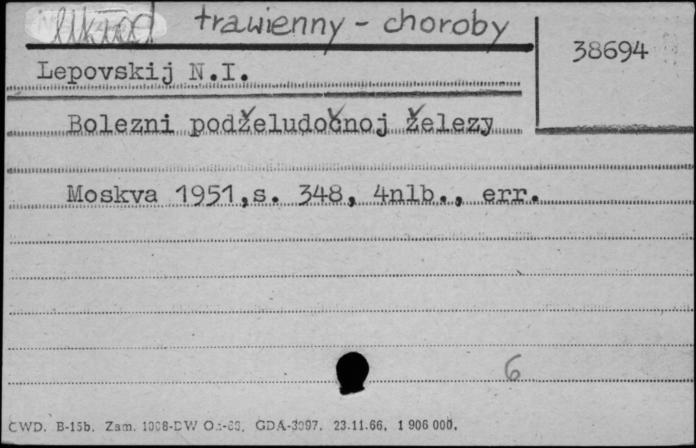 układ trawienny - choroby
38694
Lepovskij N.I.
Bolezni podželudočnoj železy
Moskva 1951,s. 348, 4nlb., err.
6
CWD. B-15b. Zam. 1008-DW GDA-3097. 23.11.66. 1 906 000.